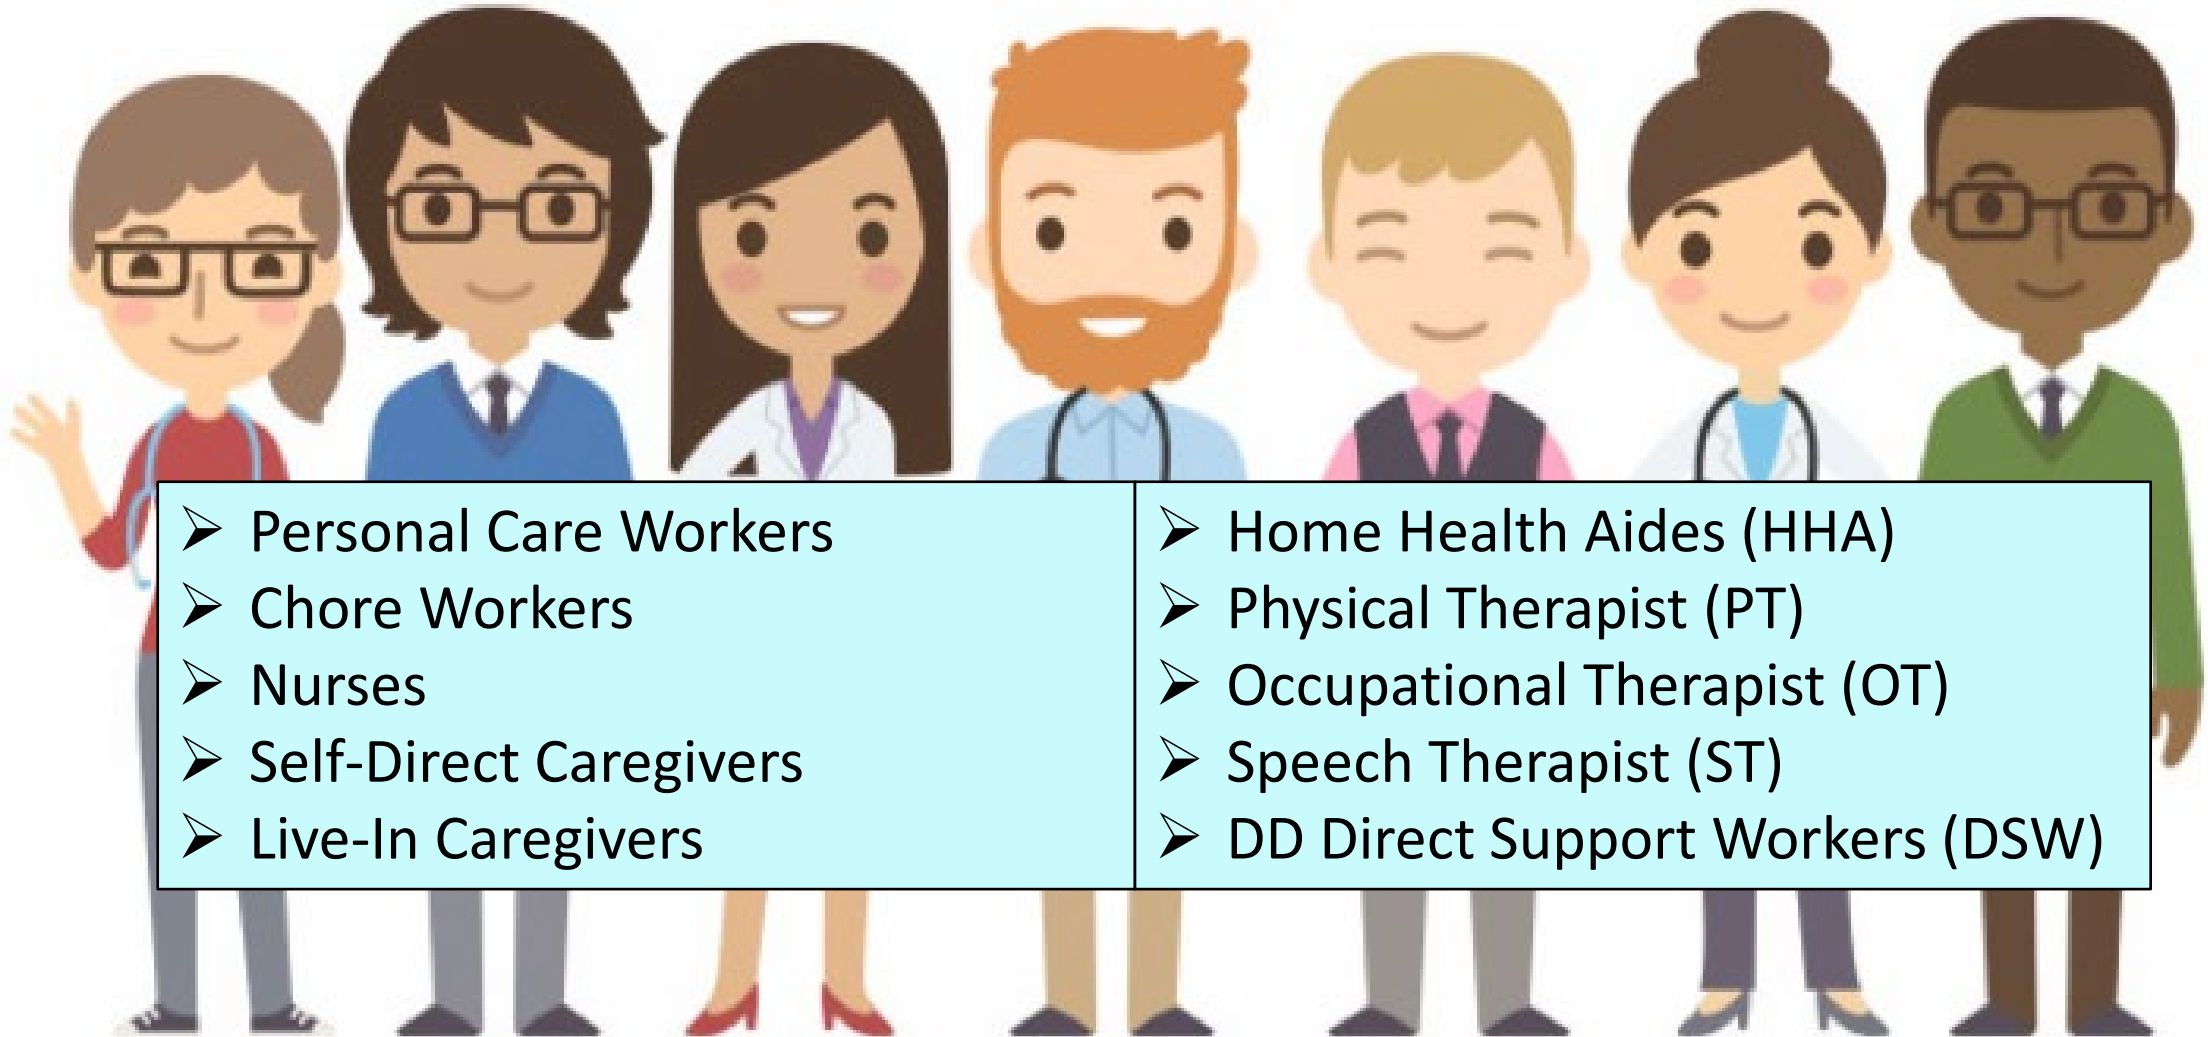 ➢ Personal Care Workers
➢ Chore Workers
➢ Nurses
➢ Self-Direct Caregivers
➢ Live-In Caregivers
➢ Home Health Aides (HHA)
➢ Physical Therapist (PT)
➢ Occupational Therapist (OT)
➢ Speech Therapist (ST)
➢ DD Direct Support Workers (DSW)